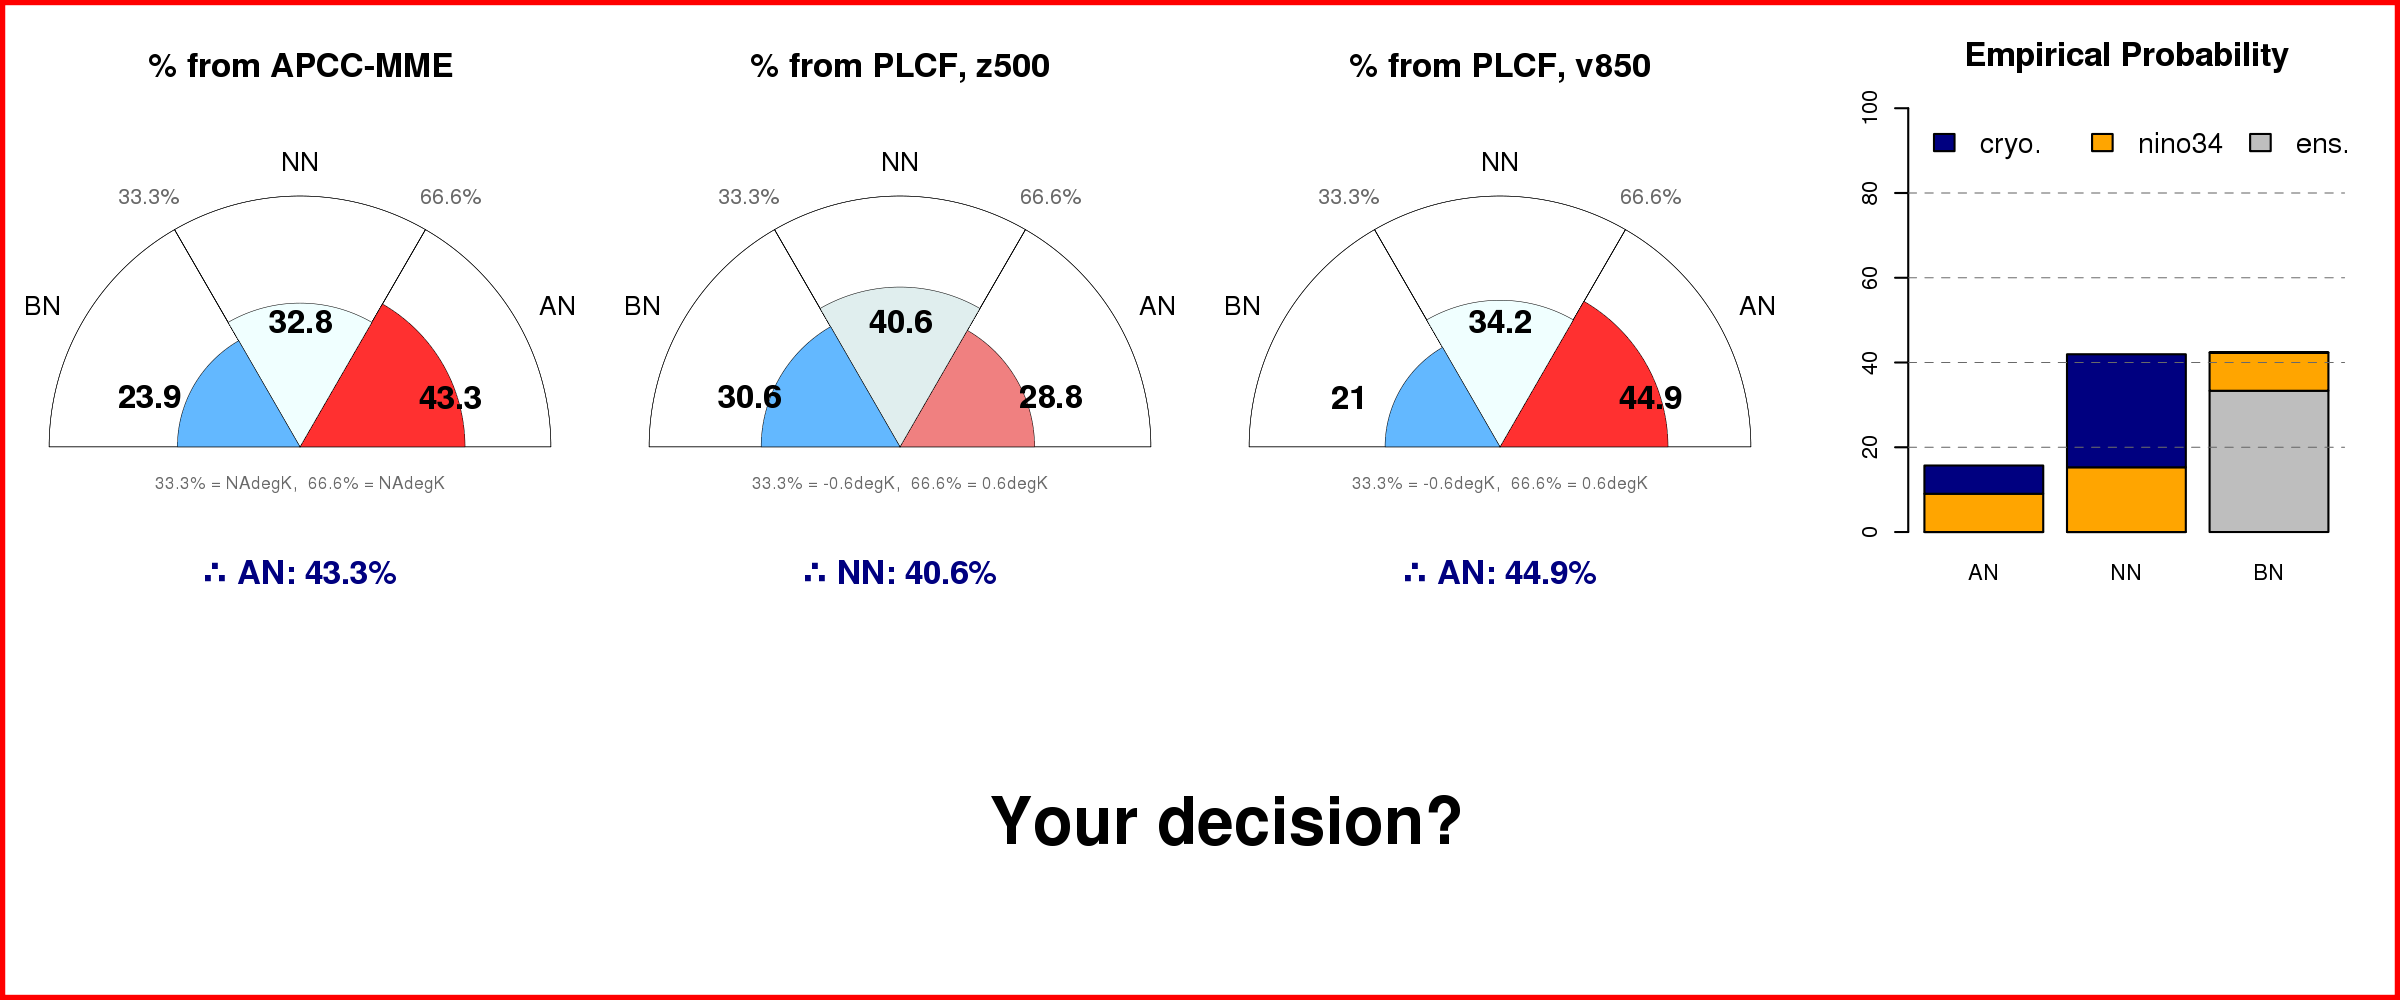 % from APCC-MME
NN
33.3%
66.6%
BN
AN
32.8
23.9
43.3
33.3% = NAdegK,  66.6% = NAdegK
∴ AN: 43.3%
% from PLCF, z500
NN
33.3%
66.6%
BN
AN
40.6
30.6
28.8
33.3% = -0.6degK,  66.6% = 0.6degK
∴ NN: 40.6%
% from PLCF, v850
NN
33.3%
66.6%
BN
AN
34.2
21
44.9
33.3% = -0.6degK,  66.6% = 0.6degK
∴ AN: 44.9%
Empirical Probability
cryo. nino34 ens.
100
80
60
40
20
0
AN NN BN
Your decision?